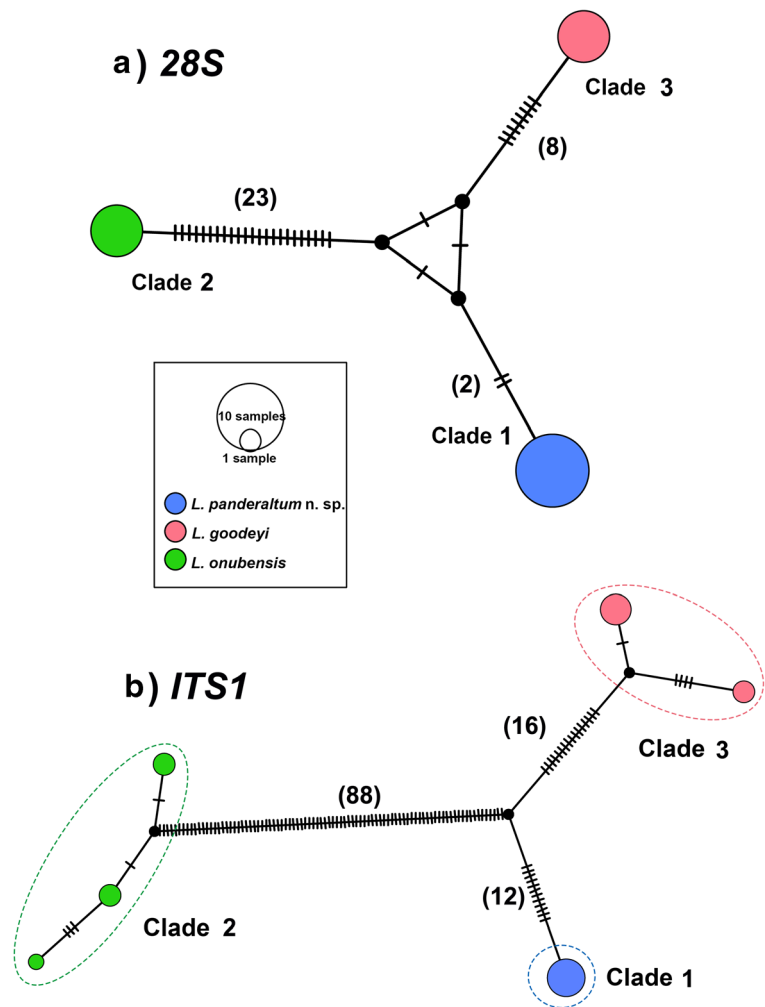 a) 28S
Clade 3
(8)
(23)
Clade 2
(2)
Clade 1
10 samples
1 sample
L. panderaltum n. sp.
L. goodeyi
L. onubensis
b) ITS1
(16)
Clade 3
(88)
(12)
Clade 2
Clade 1